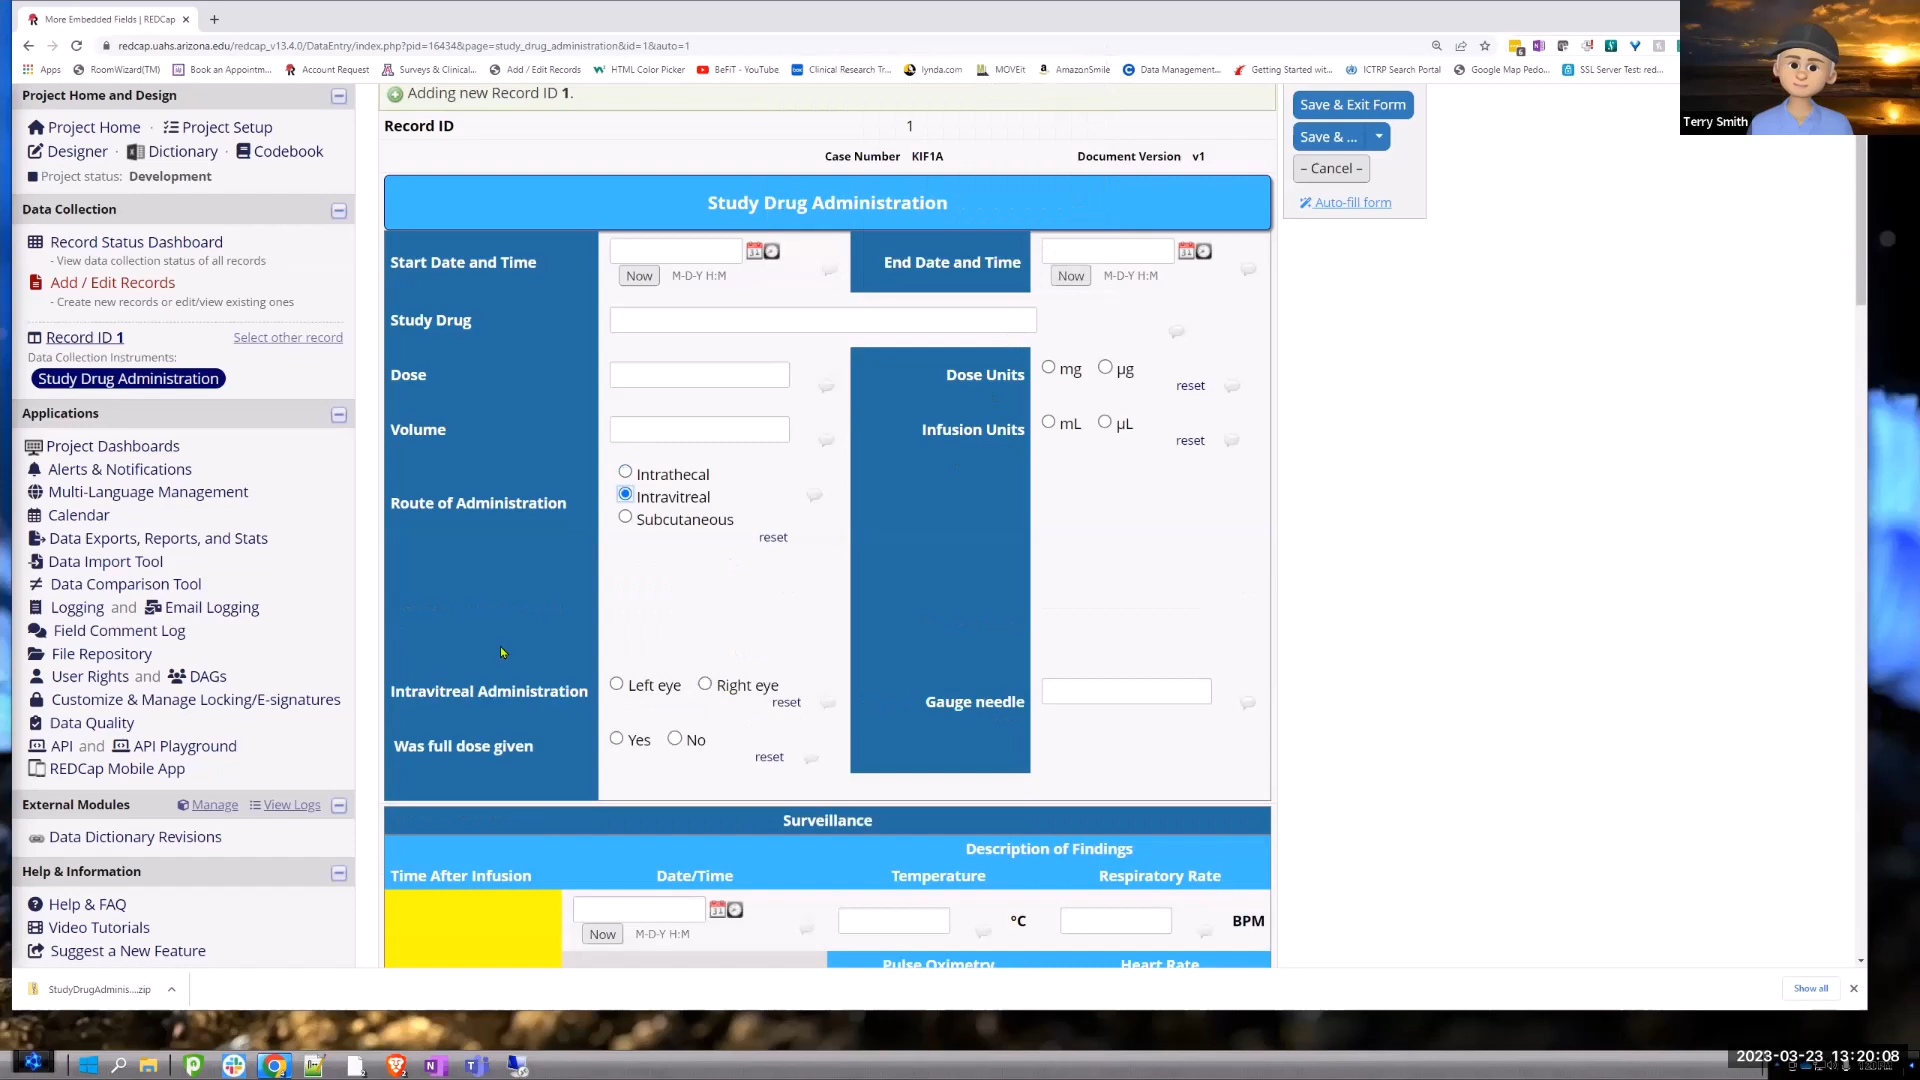 More Embedded Fields | REDCap
redcap.uahs.arizona.edu/redcap_v13.4.0/DataEntry/index.php?pid=16434&page=study_drug_administration&id=1&auto=1
Apps RoomWizard(TM) Book an Appointm... Account Request Surveys & Clinical... Add / Edit Records HTML Color Picker BeFiT - YouTube Clinical Research Tr... lynda.com MOVEit AmazonSmile Data Management... Getting Started wit... ICTRP Search Portal Google Map Pedo... SSL Server Test: red...
Terry Smith
Project Home and Design
Project Home · Project Setup
Designer · Dictionary · Codebook
Project status: Development
Data Collection
Record Status Dashboard
- View data collection status of all records
Add / Edit Records
- Create new records or edit/view existing ones
Record ID 1 Select other record
Data Collection Instruments:
Study Drug Administration
Applications
Project Dashboards
Alerts & Notifications
Multi-Language Management
Calendar
Data Exports, Reports, and Stats
Data Import Tool
Data Comparison Tool
Logging and Email Logging
Field Comment Log
File Repository
User Rights and DAGs
Customize & Manage Locking/E-signatures
Data Quality
API and API Playground
REDCap Mobile App
External Modules Manage View Logs
Data Dictionary Revisions
Help & Information
Help & FAQ
Video Tutorials
Suggest a New Feature
Adding new Record ID 1.
Record ID 1
Case Number KIF1A Document Version v1
Study Drug Administration
Start Date and Time End Date and Time
Now M-D-Y H:M Now M-D-Y H:M
Study Drug
Dose Dose Units mg µg
reset
Volume Infusion Units mL µL
reset
Route of Administration
Intrathecal
Intravitreal
Subcutaneous
reset
Intravitreal Administration Left eye Right eye
reset
Gauge needle
Was full dose given Yes No
reset
Surveillance
Description of Findings
Time After Infusion Date/Time Temperature Respiratory Rate
°C BPM
Now M-D-Y H:M
Pulse Oximetry Heart Rate
Save & Exit Form
Save & ...
– Cancel –
Auto-fill form
StudyDrugAdminis....zip
Show all
2023-03-23 13:20:08